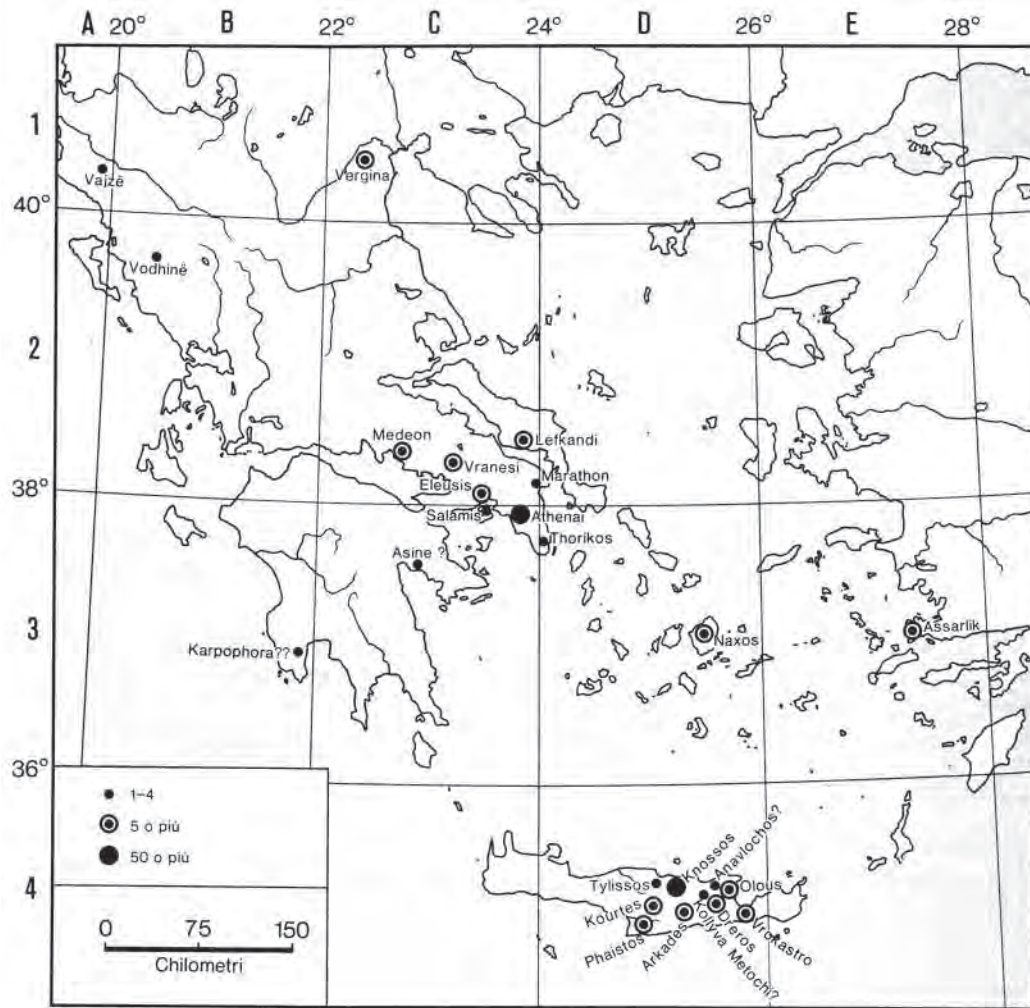 A 20° B 22° C 24° D 26° E 28°
1
Vergina
Vajzë
40°
Vodhinë
2
Medeon
Lefkandi
Vranesi
Marathon
Eleusis
38°
Salamis
Athenai
Thorikos
Asine ?
3
Assarlik
Naxos
Karpophora??
36°
1–4
5 o più
50 o più
Knossos
Anavlochos?
Tylissos
Olous
4
Kourtes
Phaistos
Arkades
Kollyva Metochi?
Dreros
Vrokastro
0 75 150
Chilometri